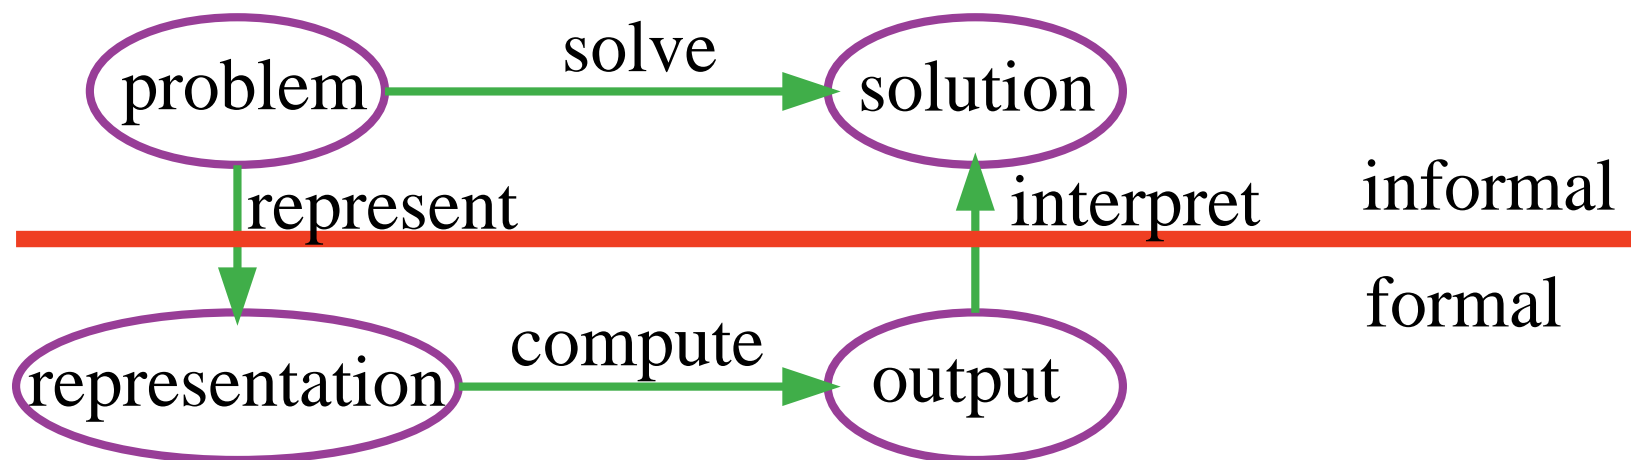 solve
problem
solution
represent
interpret
informal
formal
compute
representation
output